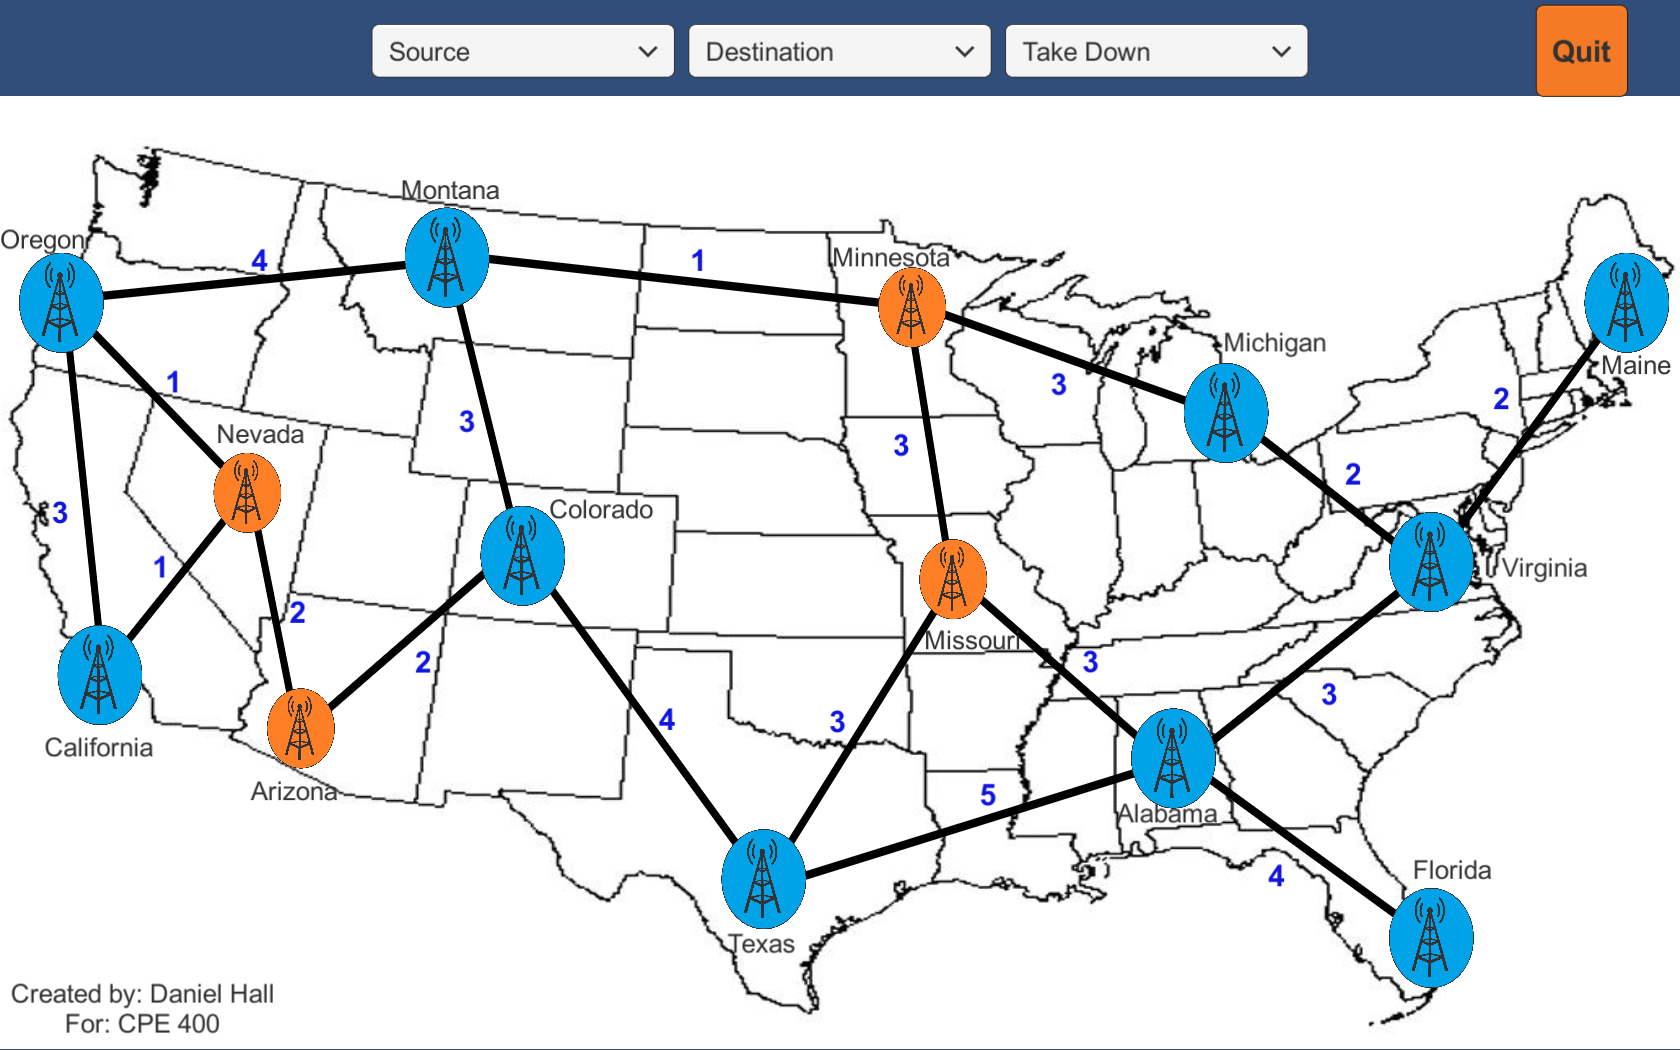 Source
Destination
Take Down
Quit
Montana
Oregon
4
1
Minnesota
Michigan
Maine
1
3
2
3
Nevada
3
2
3
Colorado
1
Virginia
2
2
Missouri
3
3
California
4
3
Arizona
5
Alabama
4
Florida
Texas
Created by: Daniel Hall
For: CPE 400